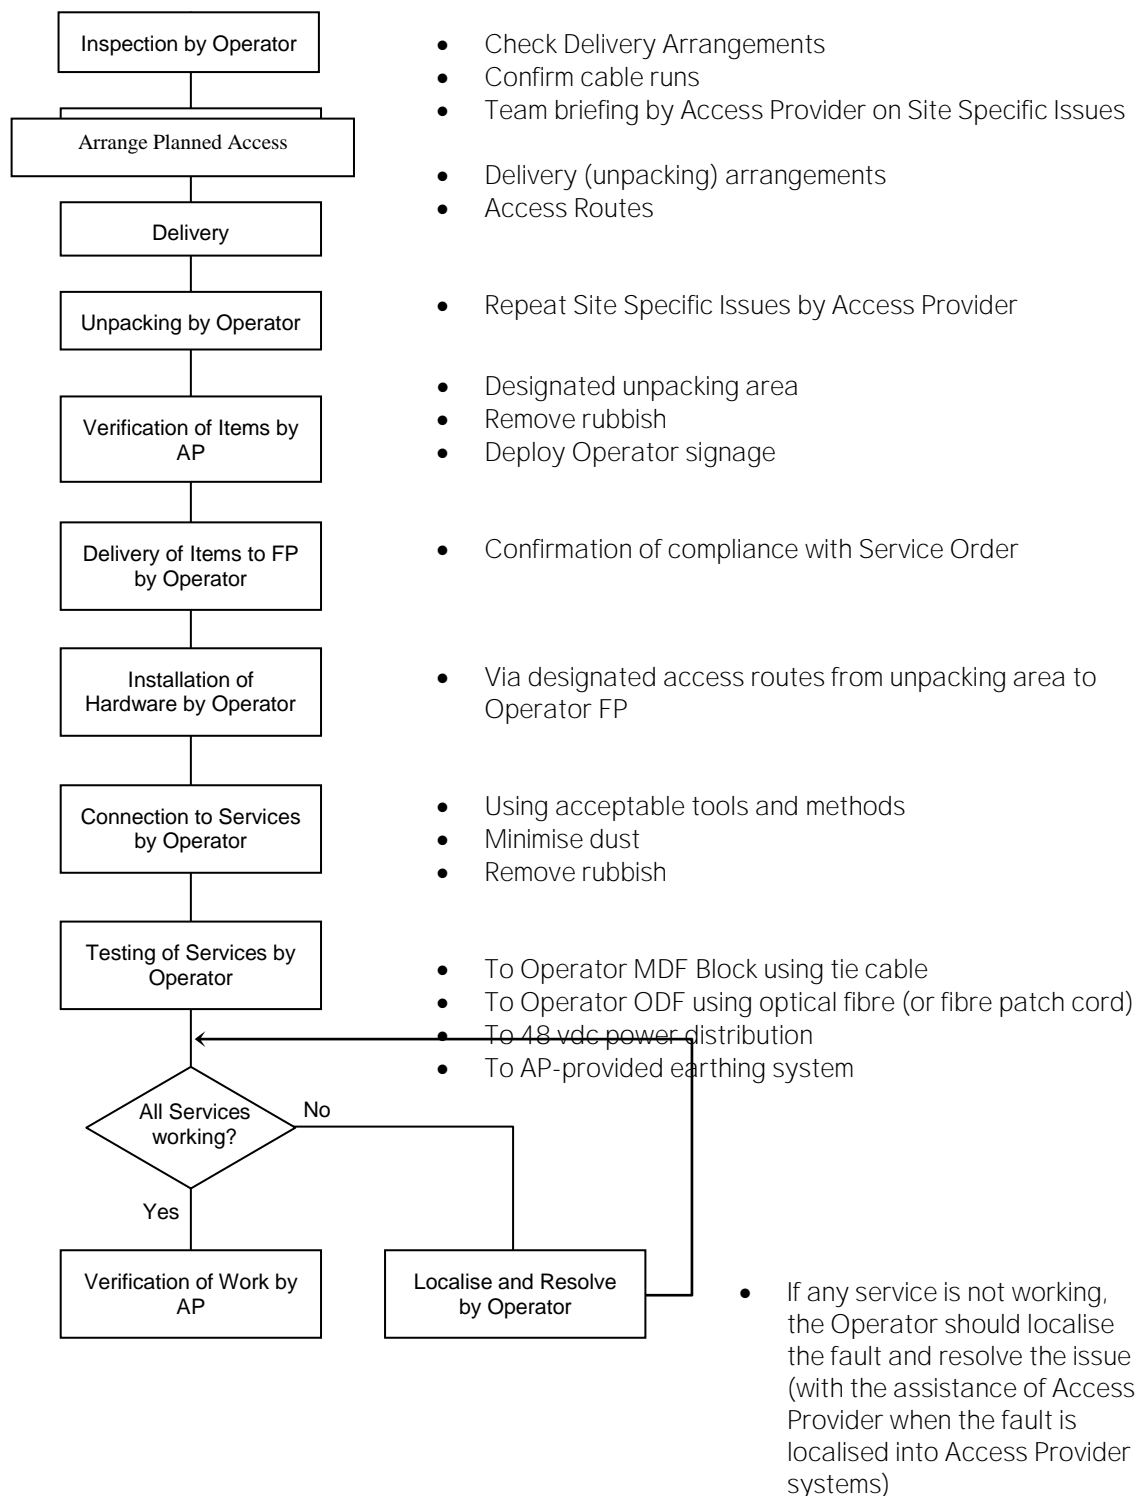 Inspection by Operator
• Check Delivery Arrangements
• Confirm cable runs
• Team briefing by Access Provider on Site Specific Issues
Arrange Planned Access
• Delivery (unpacking) arrangements
• Access Routes
Delivery
• Repeat Site Specific Issues by Access Provider
Unpacking by Operator
• Designated unpacking area
• Remove rubbish
• Deploy Operator signage
Verification of Items by
AP
• Confirmation of compliance with Service Order
Delivery of Items to FP
by Operator
• Via designated access routes from unpacking area to
Operator FP
Installation of
Hardware by Operator
• Using acceptable tools and methods
• Minimise dust
• Remove rubbish
Connection to Services
by Operator
Testing of Services by
Operator
• To Operator MDF Block using tie cable
• To Operator ODF using optical fibre (or fibre patch cord)
• To 48 vdc power distribution
• To AP-provided earthing system
All Services
working?
No
Yes
Verification of Work by
AP
Localise and Resolve
by Operator
• If any service is not working,
the Operator should localise
the fault and resolve the issue
(with the assistance of Access
Provider when the fault is
localised into Access Provider
systems)